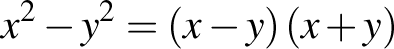 x² − y² = (x − y) (x + y)